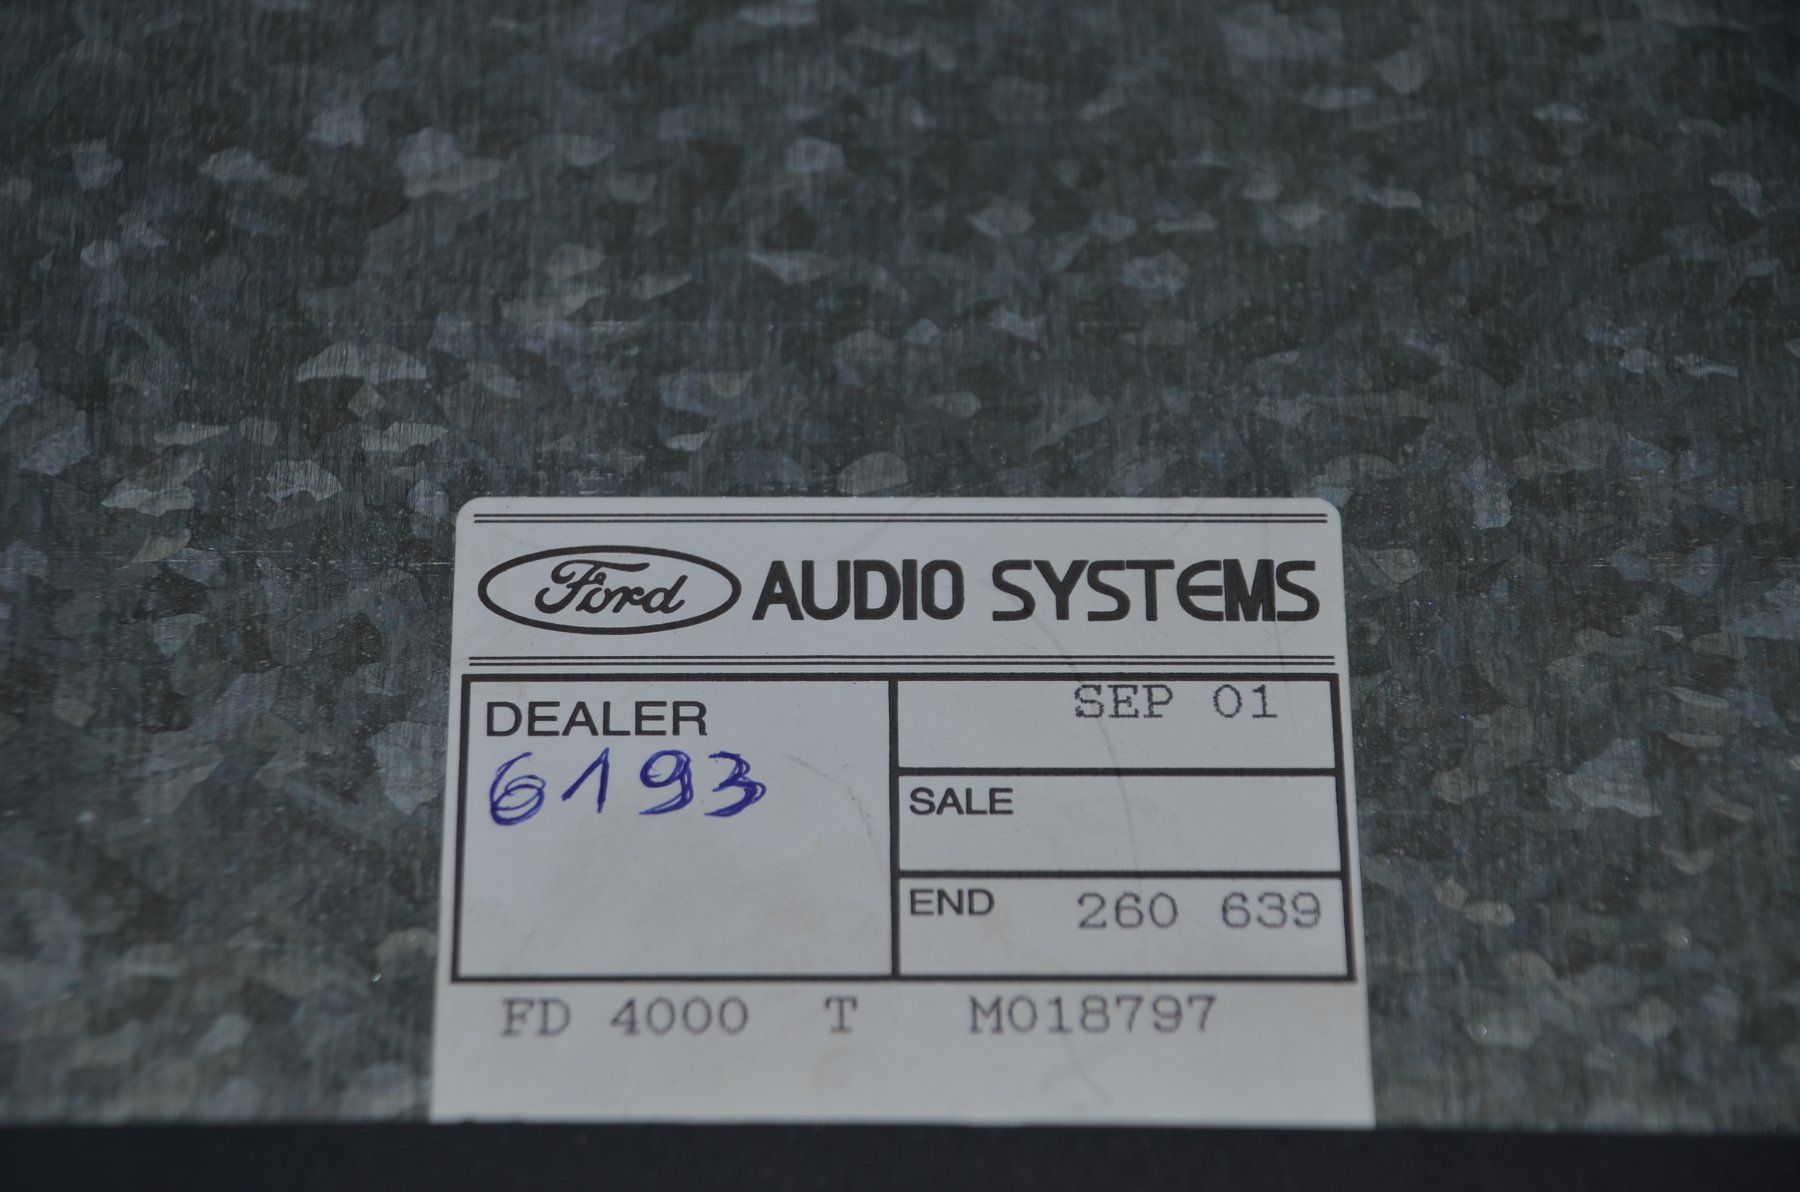 Ford AUDIO SYSTEMS
DEALER
6193
SEP 01
SALE
END 260 639
FD 4000 T M018797